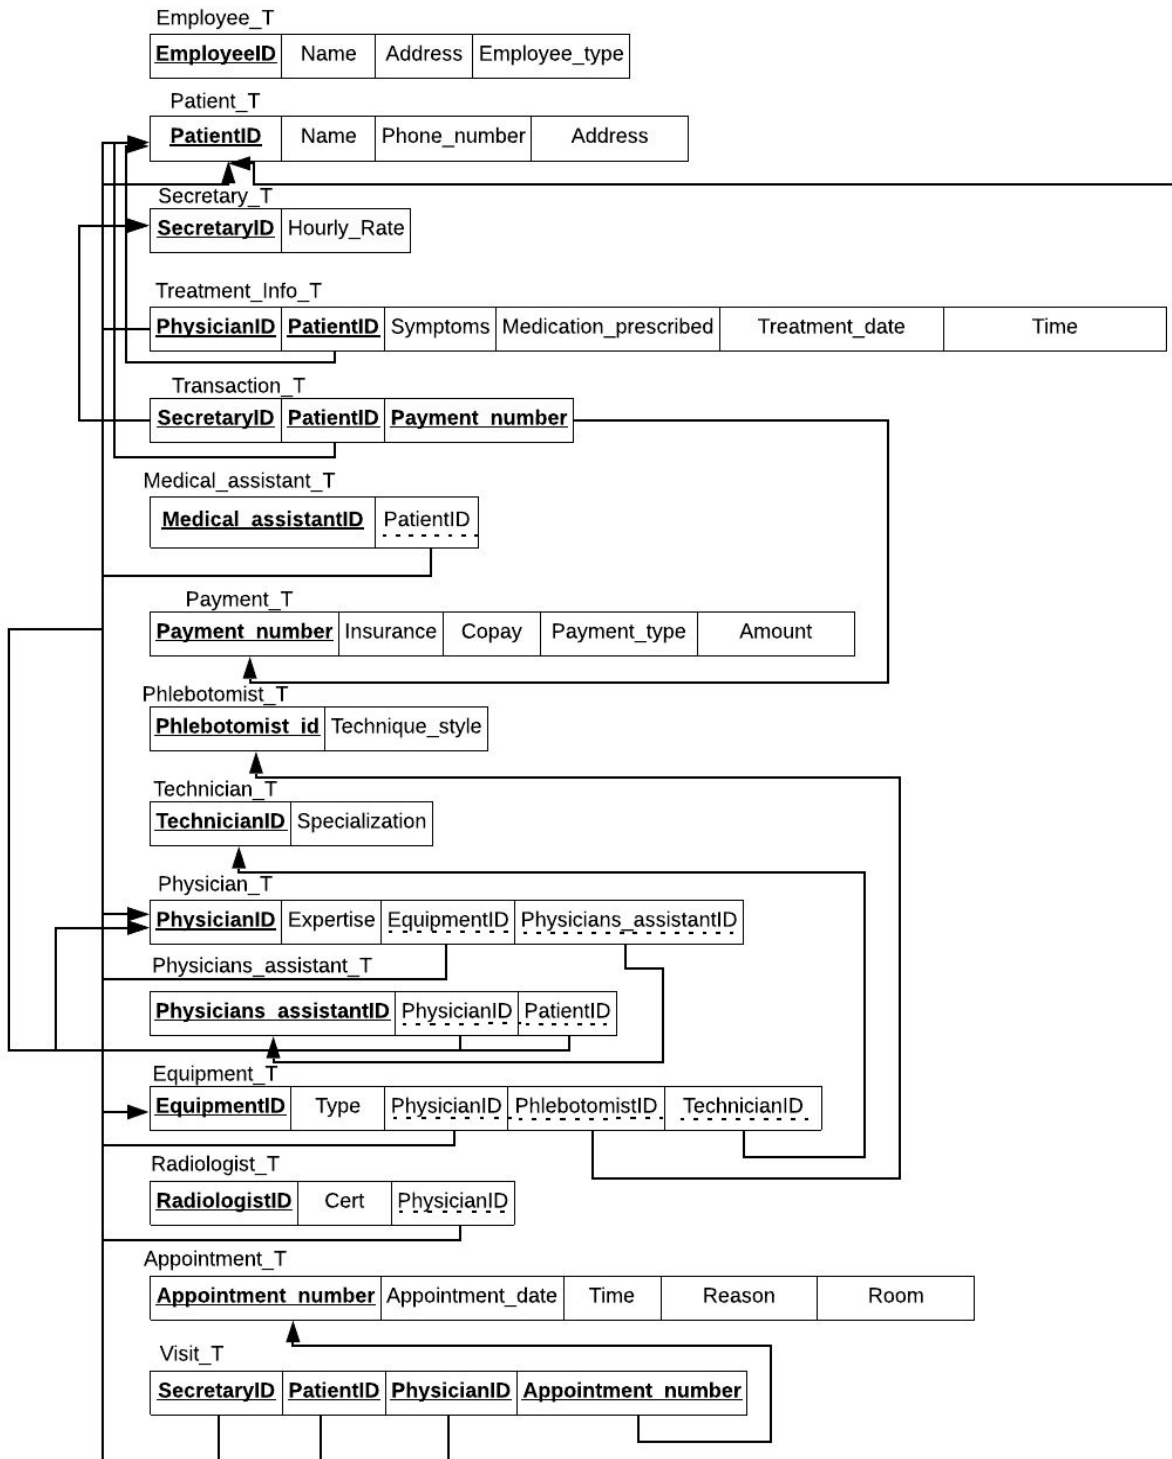 Employee_T
EmployeeID Name Address Employee_type
Patient_T
PatientID Name Phone_number Address
Secretary_T
SecretaryID Hourly_Rate
Treatment_Info_T
PhysicianID PatientID Symptoms Medication_prescribed Treatment_date Time
Transaction_T
SecretaryID PatientID Payment_number
Medical_assistant_T
Medical_assistantID PatientID
Payment_T
Payment_number Insurance Copay Payment_type Amount
Phlebotomist_T
Phlebotomist_id Technique_style
Technician_T
TechnicianID Specialization
Physician_T
PhysicianID Expertise EquipmentID Physicians_assistantID
Physicians_assistant_T
Physicians_assistantID PhysicianID PatientID
Equipment_T
EquipmentID Type PhysicianID PhlebotomistID TechnicianID
Radiologist_T
RadiologistID Cert PhysicianID
Appointment_T
Appointment_number Appointment_date Time Reason Room
Visit_T
SecretaryID PatientID PhysicianID Appointment_number